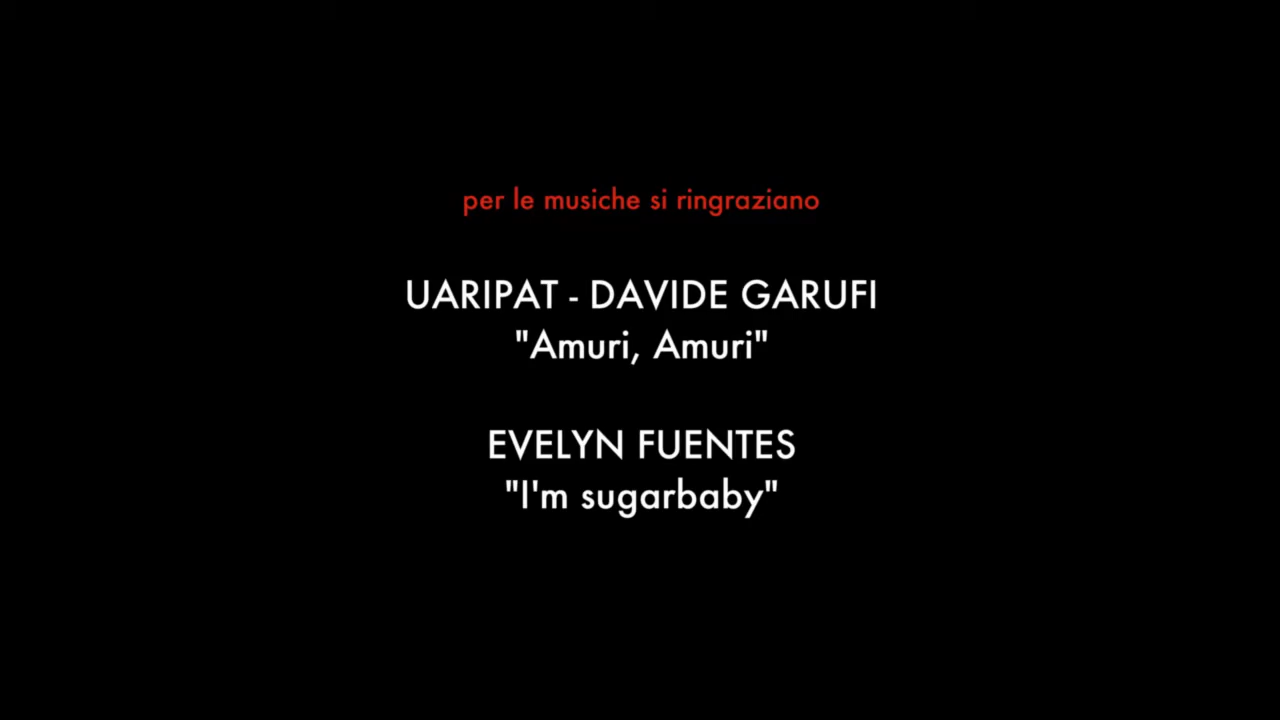 per le musiche si ringraziano
UARIPAT - DAVIDE GARUFI
"Amuri, Amuri"
EVELYN FUENTES
"I'm sugarbaby"